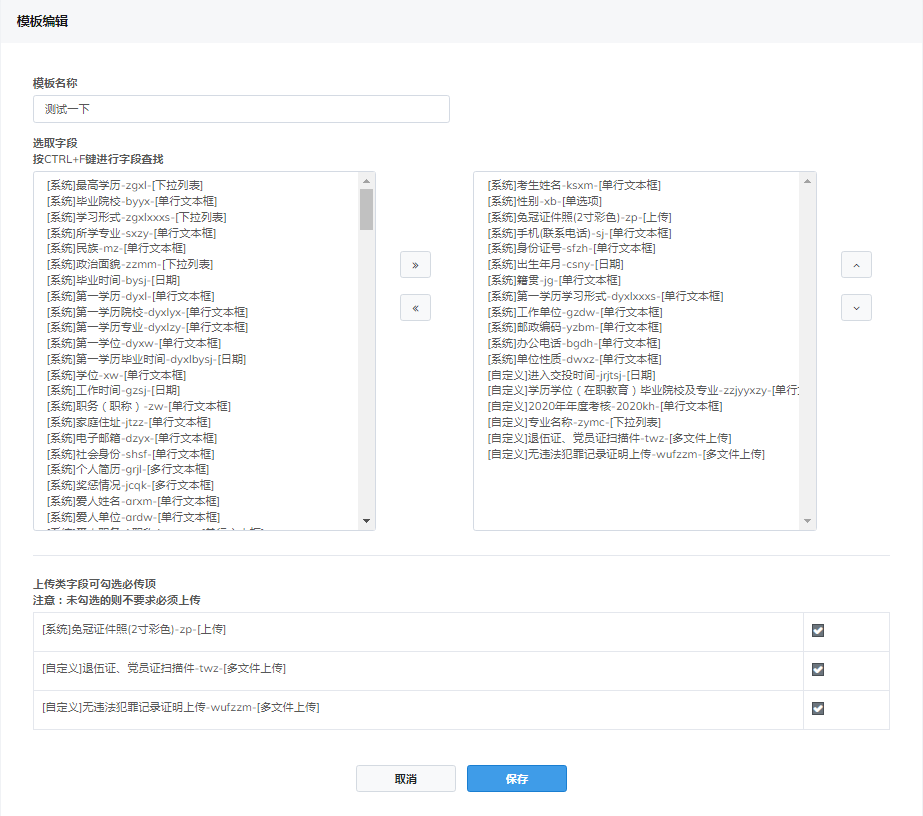 模板编辑
模板名称
测试一下
选取字段
按CTRL+F键进行字段查找
[系统]最高学历-zgxl-[下拉列表]
[系统]毕业院校-byyx-[单行文本框]
[系统]学习形式-zgxlxxxs-[下拉列表]
[系统]所学专业-sxzy-[单行文本框]
[系统]民族-mz-[单行文本框]
[系统]政治面貌-zzmm-[下拉列表]
[系统]毕业时间-bysj-[日期]
[系统]第一学历-dyxl-[单行文本框]
[系统]第一学历院校-dyxlyx-[单行文本框]
[系统]第一学历专业-dyxlzy-[单行文本框]
[系统]第一学位-dyxw-[单行文本框]
[系统]第一学历毕业时间-dyxlbysj-[日期]
[系统]学位-xw-[单行文本框]
[系统]工作时间-gzsj-[日期]
[系统]职务（职称）-zw-[单行文本框]
[系统]家庭住址-jtzz-[单行文本框]
[系统]电子邮箱-dzyx-[单行文本框]
[系统]社会身份-shsf-[单行文本框]
[系统]个人简历-grjl-[多行文本框]
[系统]奖惩情况-jcqk-[多行文本框]
[系统]爱人姓名-arxm-[单行文本框]
[系统]爱人单位-ardw-[单行文本框]
»
«
[系统]考生姓名-ksxm-[单行文本框]
[系统]性别-xb-[单选项]
[系统]免冠证件照(2寸彩色)-zp-[上传]
[系统]手机(联系电话)-sj-[单行文本框]
[系统]身份证号-sfzh-[单行文本框]
[系统]出生年月-csny-[日期]
[系统]籍贯-jg-[单行文本框]
[系统]第一学历学习形式-dyxlxxxs-[单行文本框]
[系统]工作单位-gzdw-[单行文本框]
[系统]邮政编码-yzbm-[单行文本框]
[系统]办公电话-bgdh-[单行文本框]
[系统]单位性质-dwxz-[单行文本框]
[自定义]进入交投时间-jrjtsj-[日期]
[自定义]学历学位（在职教育）毕业院校及专业-zzjyyxzy-[单行
[自定义]2020年年度考核-2020kh-[单行文本框]
[自定义]专业名称-zymc-[下拉列表]
[自定义]退伍证、党员证扫描件-twz-[多文件上传]
[自定义]无违法犯罪记录证明上传-wufzzm-[多文件上传]
上传类字段可勾选必传项
注意：未勾选的则不要求必须上传
[系统]免冠证件照(2寸彩色)-zp-[上传]
[自定义]退伍证、党员证扫描件-twz-[多文件上传]
[自定义]无违法犯罪记录证明上传-wufzzm-[多文件上传]
取消
保存